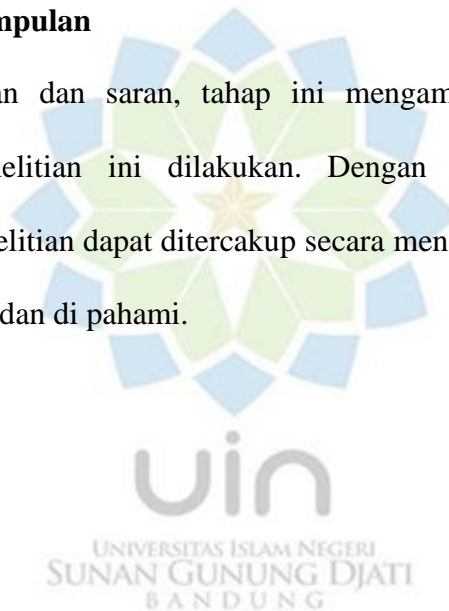 mpulan
an dan saran, tahap ini mengam
elitian ini dilakukan. Dengan
elitian dapat ditercakup secara men
dan di pahami.
uin
UNIVERSITAS ISLAM NEGERI
SUNAN GUNUNG DJATI
BANDUNG